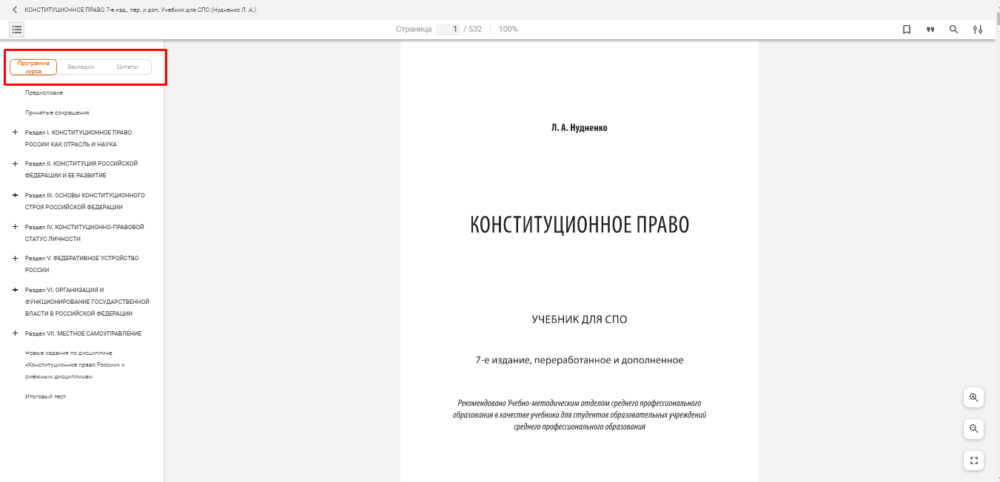 КОНСТИТУЦИОННОЕ ПРАВО 7-е изд., пер. и доп. Учебник для СПО (Нудненко Л. А.)
Страница 1 / 532 100%
Программа
курса
Закладки
Цитаты
Предисловие
Принятые сокращения
Раздел I. КОНСТИТУЦИОННОЕ ПРАВО
РОССИИ КАК ОТРАСЛЬ И НАУКА
Раздел II. КОНСТИТУЦИЯ РОССИЙСКОЙ
ФЕДЕРАЦИИ И ЕЕ РАЗВИТИЕ
Раздел III. ОСНОВЫ КОНСТИТУЦИОННОГО
СТРОЯ РОССИЙСКОЙ ФЕДЕРАЦИИ
Раздел IV. КОНСТИТУЦИОННО-ПРАВОВОЙ
СТАТУС ЛИЧНОСТИ
Раздел V. ФЕДЕРАТИВНОЕ УСТРОЙСТВО
РОССИИ
Раздел VI. ОРГАНИЗАЦИЯ И
ФУНКЦИОНИРОВАНИЕ ГОСУДАРСТВЕННОЙ
ВЛАСТИ В РОССИЙСКОЙ ФЕДЕРАЦИИ
Раздел VII. МЕСТНОЕ САМОУПРАВЛЕНИЕ
Новые издания по дисциплине
«Конституционное право России» и
смежным дисциплинам
Итоговый тест
Л. А. Нудненко
КОНСТИТУЦИОННОЕ ПРАВО
УЧЕБНИК ДЛЯ СПО
7-е издание, переработанное и дополненное
Рекомендовано Учебно-методическим отделом среднего профессионального
образования в качестве учебника для студентов образовательных учреждений
среднего профессионального образования